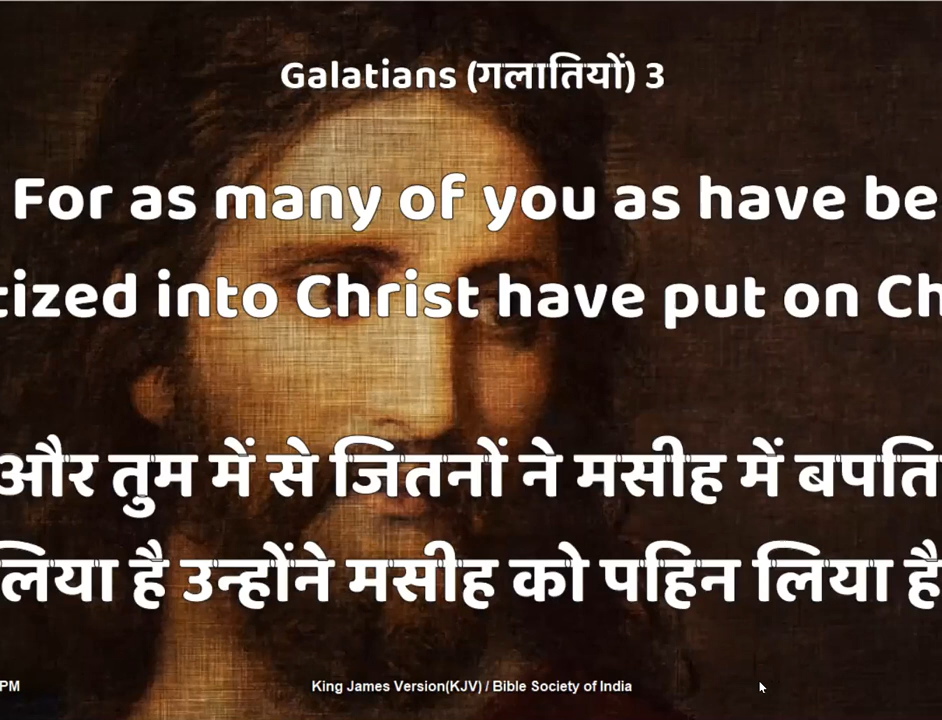 Galatians (गलातियों) 3
For as many of you as have be
tized into Christ have put on Ch
और तुम में से जितनों ने मसीह में बपति
लिया है उन्होंने मसीह को पहिन लिया है
PM
King James Version(KJV) / Bible Society of India